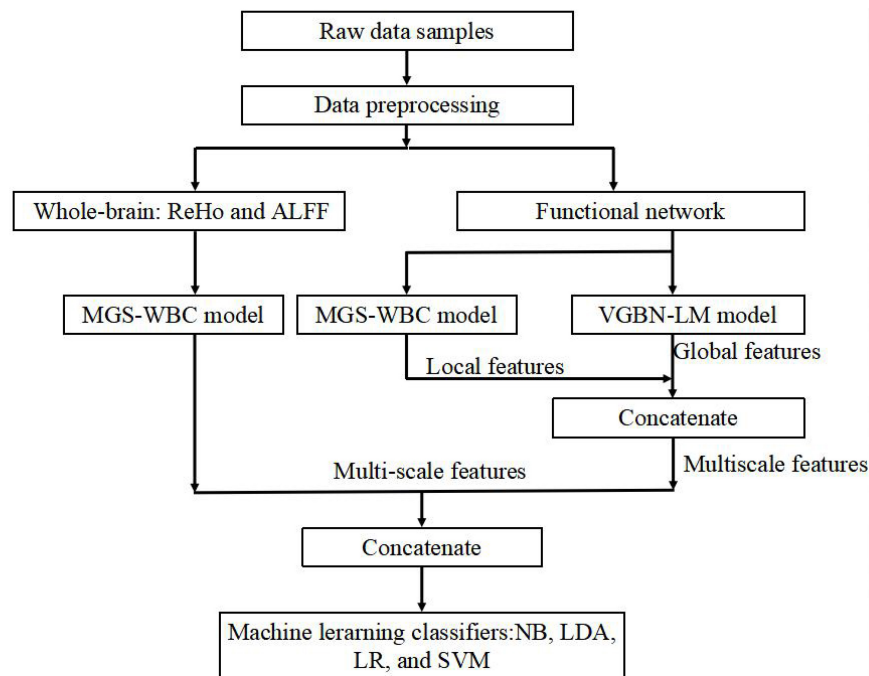 Raw data samples
Data preprocessing
Whole-brain: ReHo and ALFF
Functional network
MGS-WBC model
MGS-WBC model
VGBN-LM model
Local features
Global features
Concatenate
Multi-scale features
Multiscale features
Concatenate
Machine lerarning classifiers:NB, LDA,
LR, and SVM